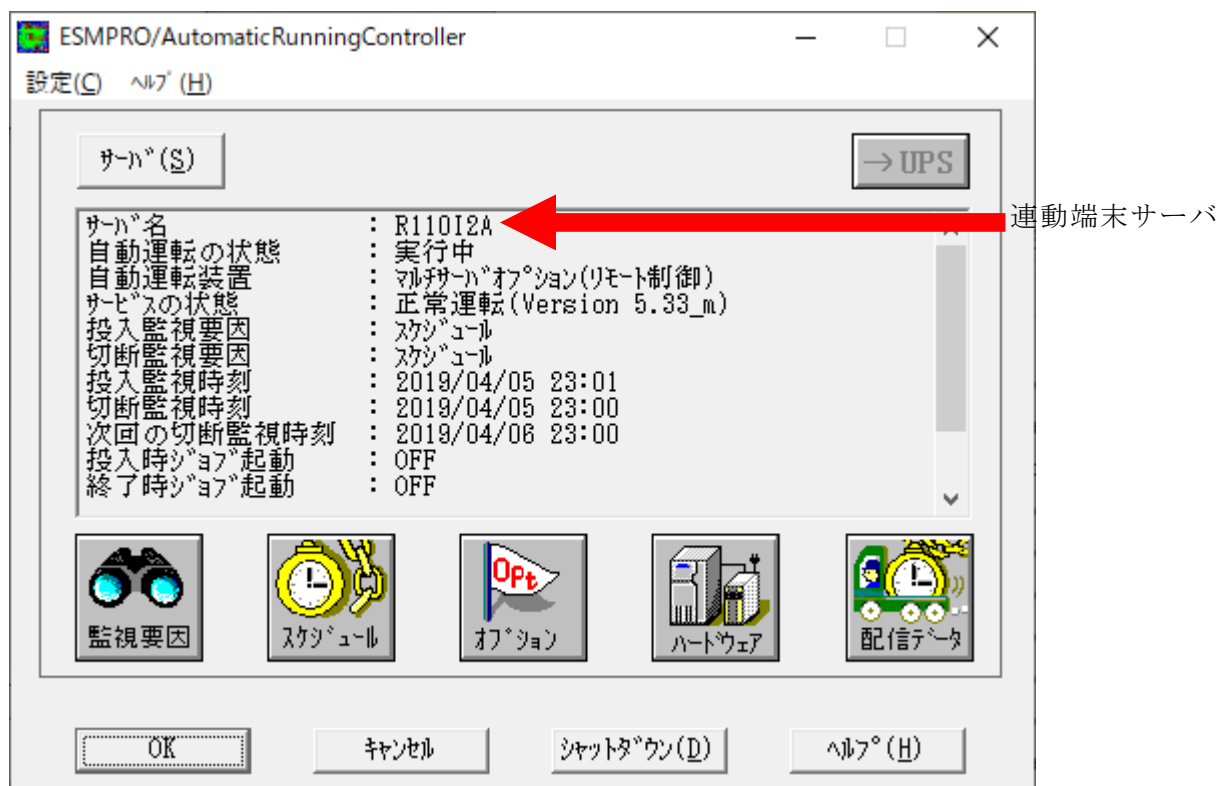 ESMPRO/AutomaticRunningController
設定(C) ﾍﾙﾌﾟ(H)
ｻｰﾊﾞ(S)
→UPS
連動端末サーバ
ｻｰﾊﾞ名 : R110I2A
自動運転の状態 : 実行中
自動運転装置 : ﾏﾙﾁｻｰﾊﾞｵﾌﾟｼｮﾝ(ﾘﾓｰﾄ制御)
ｻｰﾋﾞｽの状態 : 正常運転(Version 5.33_m)
投入監視要因 : ｽｹｼﾞｭｰﾙ
切断監視要因 : ｽｹｼﾞｭｰﾙ
投入監視時刻 : 2019/04/05 23:01
切断監視時刻 : 2019/04/05 23:00
次回の切断監視時刻 : 2019/04/06 23:00
投入時ｼﾞｮﾌﾞ起動 : OFF
終了時ｼﾞｮﾌﾞ起動 : OFF
Opt
監視要因 ｽｹｼﾞｭｰﾙ ｵﾌﾟｼｮﾝ ﾊｰﾄﾞｳｪｱ 配信ﾃﾞｰﾀ
OK ｷｬﾝｾﾙ ｼｬｯﾄﾀﾞｳﾝ(D) ﾍﾙﾌﾟ(H)